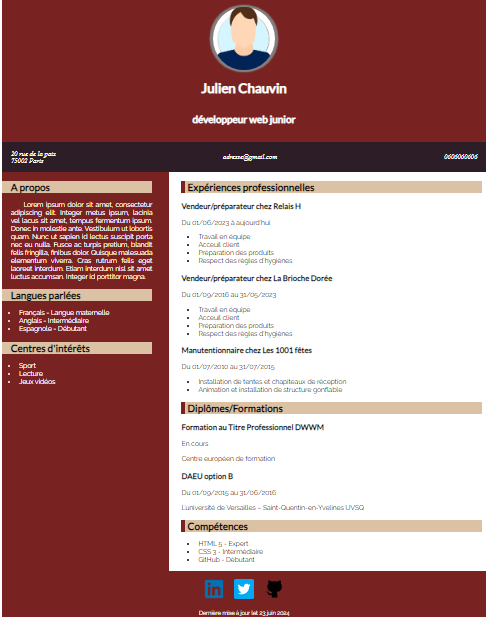 Julien Chauvin
développeur web junior
20 rue de la paix
75002 Paris
adresse@gmail.com
0606060606
A propos
Lorem ipsum dolor sit amet, consectetur
adipiscing elit. Integer metus ipsum, lacinia
vel lacus sit amet, tempus fermentum ipsum.
Donec in molestie ante. Vestibulum ut lobortis
quam. Nunc ut sapien id lectus suscipit porta
nec eu nulla. Fusce ac turpis pretium, blandit
felis fringilla, finibus dolor. Quisque malesuada
elementum viverra. Cras rutrum felis eget
laoreet interdum. Etiam interdum nisl sit amet
luctus accumsan. Integer id porttitor magna.
Langues parlées
Français - Langue maternelle
Anglais - Intermédiaire
Espagnole - Débutant
Centres d'intérêts
Sport
Lecture
Jeux vidéos
Expériences professionnelles
Vendeur/préparateur chez Relais H
Du 01/06/2023 à aujourd'hui
Travail en équipe
Acceuil client
Préparation des produits
Respect des règles d'hygiènes
Vendeur/préparateur chez La Brioche Dorée
Du 01/09/2016 au 31/05/2023
Travail en équipe
Acceuil client
Préparation des produits
Respect des règles d'hygiènes
Manutentionnaire chez Les 1001 fêtes
Du 01/07/2010 au 31/07/2015
Installation de tentes et chapiteaux de réception
Animation et installation de structure gonflable
Diplômes/Formations
Formation au Titre Professionnel DWWM
En cours
Centre européen de formation
DAEU option B
Du 01/09/2015 au 31/06/2016
L'université de Versailles – Saint-Quentin-en-Yvelines UVSQ
Compétences
HTML 5 - Expert
CSS 3 - Intermédiaire
GitHub - Débutant
Dernière mise à jour le: 23 juin 2024